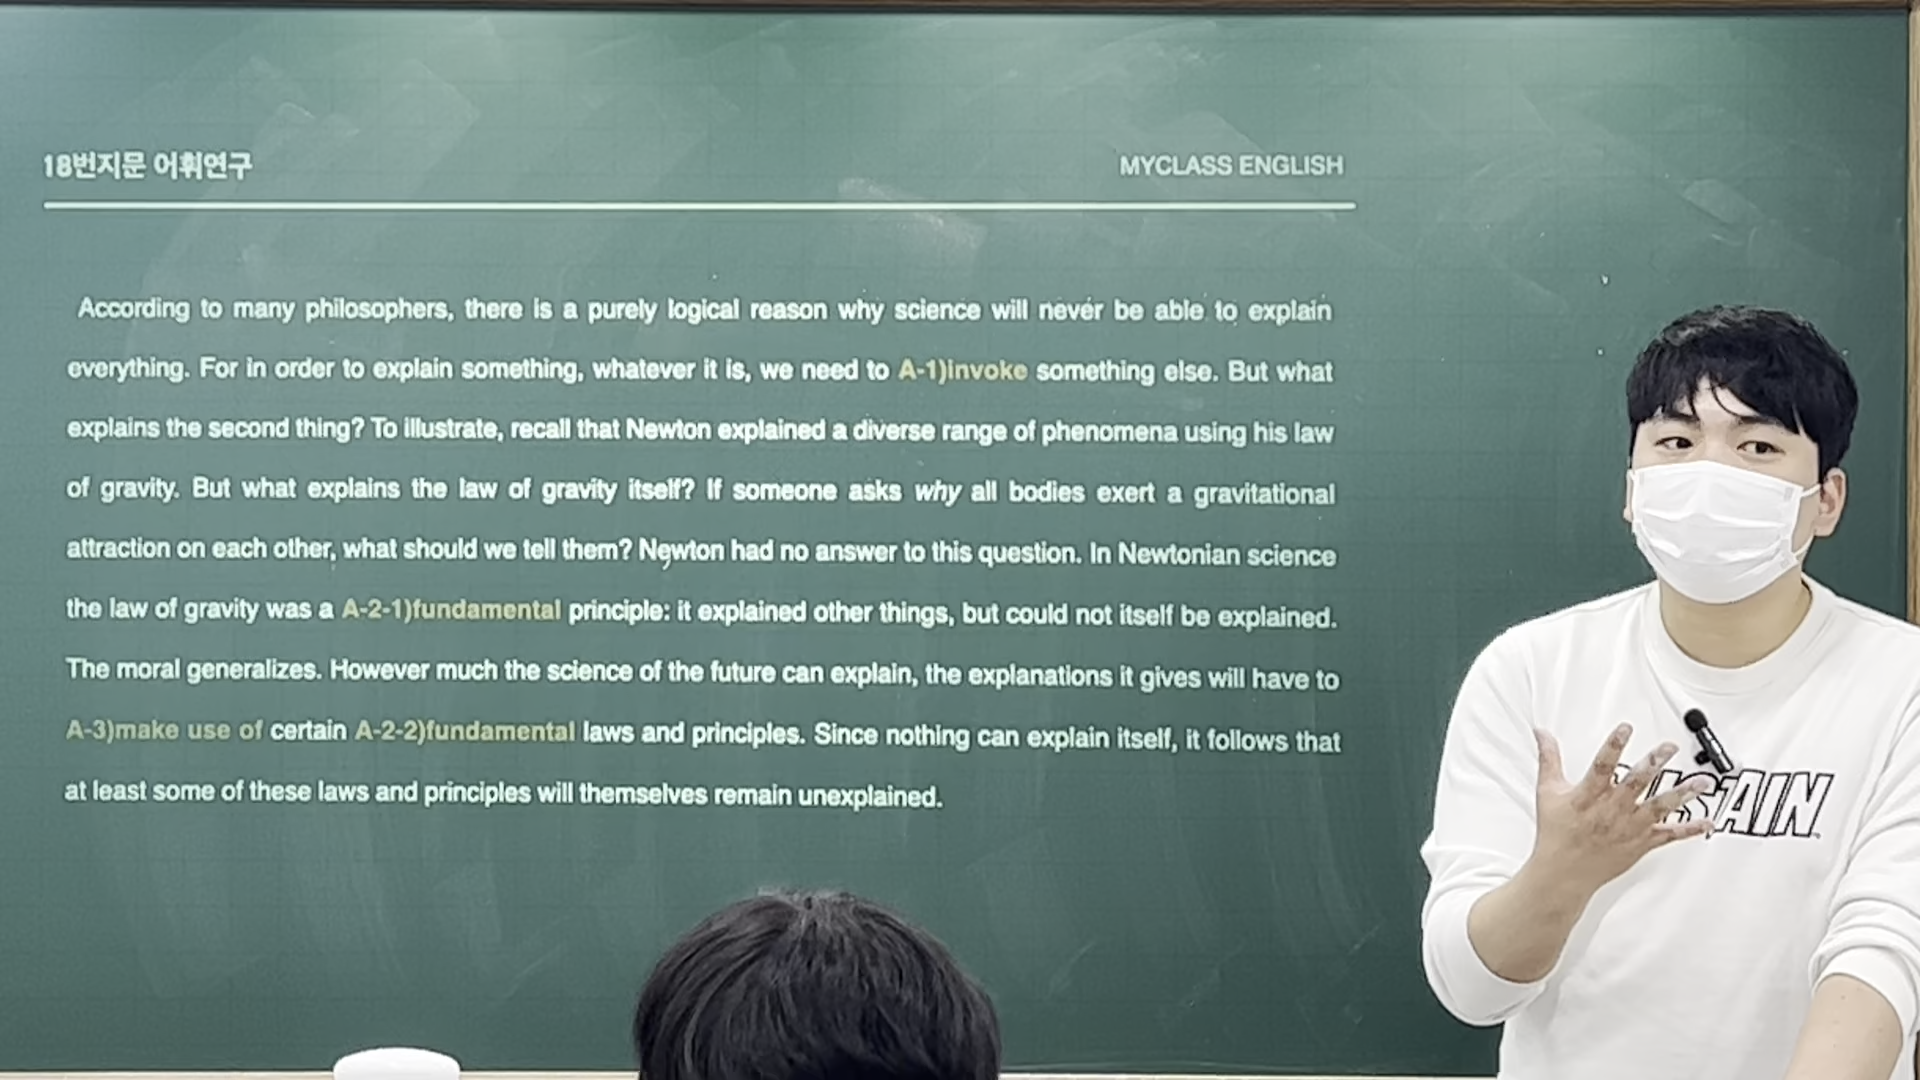 18번지문 어휘연구
MYCLASS ENGLISH
According to many philosophers, there is a purely logical reason why science will never be able to explain
everything. For in order to explain something, whatever it is, we need to A-1)invoke something else. But what
explains the second thing? To illustrate, recall that Newton explained a diverse range of phenomena using his law
of gravity. But what explains the law of gravity itself? If someone asks why all bodies exert a gravitational
attraction on each other, what should we tell them? Newton had no answer to this question. In Newtonian science
the law of gravity was a A-2-1)fundamental principle: it explained other things, but could not itself be explained.
The moral generalizes. However much the science of the future can explain, the explanations it gives will have to
A-3)make use of certain A-2-2)fundamental laws and principles. Since nothing can explain itself, it follows that
at least some of these laws and principles will themselves remain unexplained.